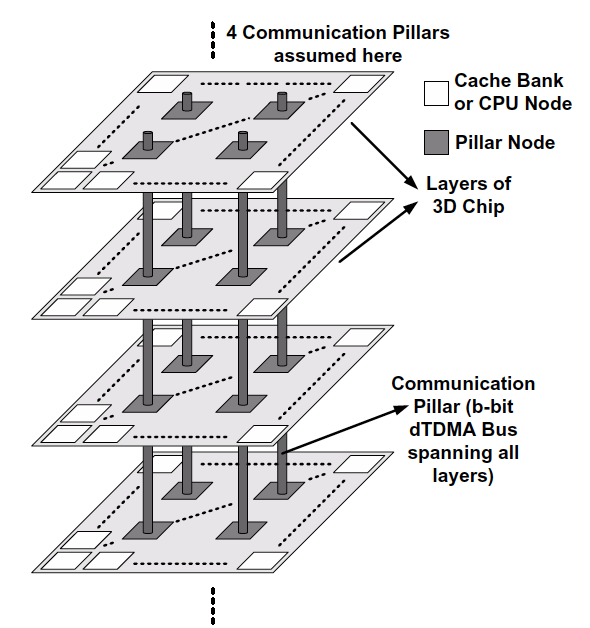 4 Communication Pillars
assumed here
Cache Bank
or CPU Node
Pillar Node
Layers of
3D Chip
Communication
Pillar (b-bit
dTDMA Bus
spanning all
layers)